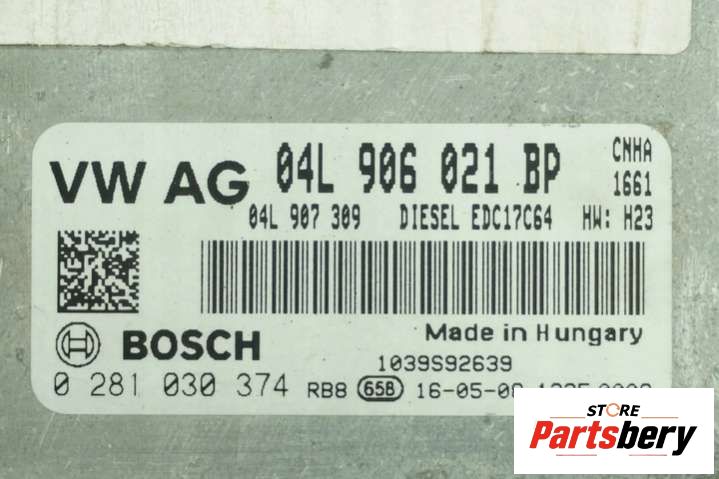 VW AG 04L 906 021 BP CNHA
1661
04L 907 309 DIESEL EDC17C64 HW: H23
BOSCH Made in Hungary
1039S92639
0 281 030 374 RB8 65B
STORE
Partsbery